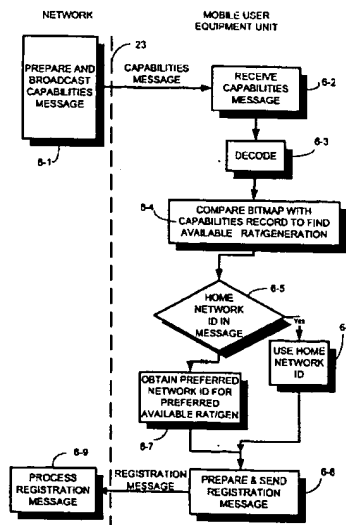 NETWORK
MOBILE USER
EQUIPMENT UNIT
23
PREPARE AND
BROADCAST
CAPABILITIES
MESSAGE
6-1
CAPABILITIES
MESSAGE
RECEIVE
CAPABILITIES
MESSAGE
6-2
DECODE
6-3
6-4
COMPARE BITMAP WITH
CAPABILITIES RECORD TO FIND
AVAILABLE RAT/GENERATION
HOME
NETWORK
ID IN
MESSAGE
6-5
Yes
No
6-
USE HOME
NETWORK
ID
OBTAIN PREFERRED
NETWORK ID FOR
PREFERRED
AVAILABLE RAT/GEN
6-7
6-9
PROCESS
REGISTRATION
MESSAGE
REGISTRATION
MESSAGE
PREPARE & SEND
REGISTRATION
MESSAGE